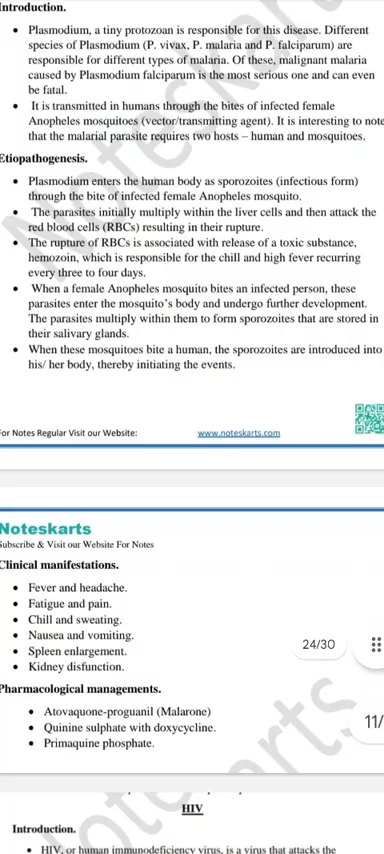 Introduction.
• Plasmodium, a tiny protozoan is responsible for this disease. Different
species of Plasmodium (P. vivax, P. malaria and P. falciparum) are
responsible for different types of malaria. Of these, malignant malaria
caused by Plasmodium falciparum is the most serious one and can even
be fatal.
• It is transmitted in humans through the bites of infected female
Anopheles mosquitoes (vector/transmitting agent). It is interesting to note
that the malarial parasite requires two hosts – human and mosquitoes.
Etiopathogenesis.
• Plasmodium enters the human body as sporozoites (infectious form)
through the bite of infected female Anopheles mosquito.
• The parasites initially multiply within the liver cells and then attack the
red blood cells (RBCs) resulting in their rupture.
• The rupture of RBCs is associated with release of a toxic substance,
hemozoin, which is responsible for the chill and high fever recurring
every three to four days.
• When a female Anopheles mosquito bites an infected person, these
parasites enter the mosquito's body and undergo further development.
The parasites multiply within them to form sporozoites that are stored in
their salivary glands.
• When these mosquitoes bite a human, the sporozoites are introduced into
his/ her body, thereby initiating the events.
For Notes Regular Visit our Website: www.noteskarts.com
Noteskarts
Subscribe & Visit our Website For Notes
Clinical manifestations.
• Fever and headache.
• Fatigue and pain.
• Chill and sweating.
• Nausea and vomiting.
• Spleen enlargement.
• Kidney disfunction.
24/30
Pharmacological managements.
• Atovaquone-proguanil (Malarone)
• Quinine sulphate with doxycycline.
• Primaquine phosphate.
11/
HIV
Introduction.
• HIV, or human immunodeficiency virus, is a virus that attacks the